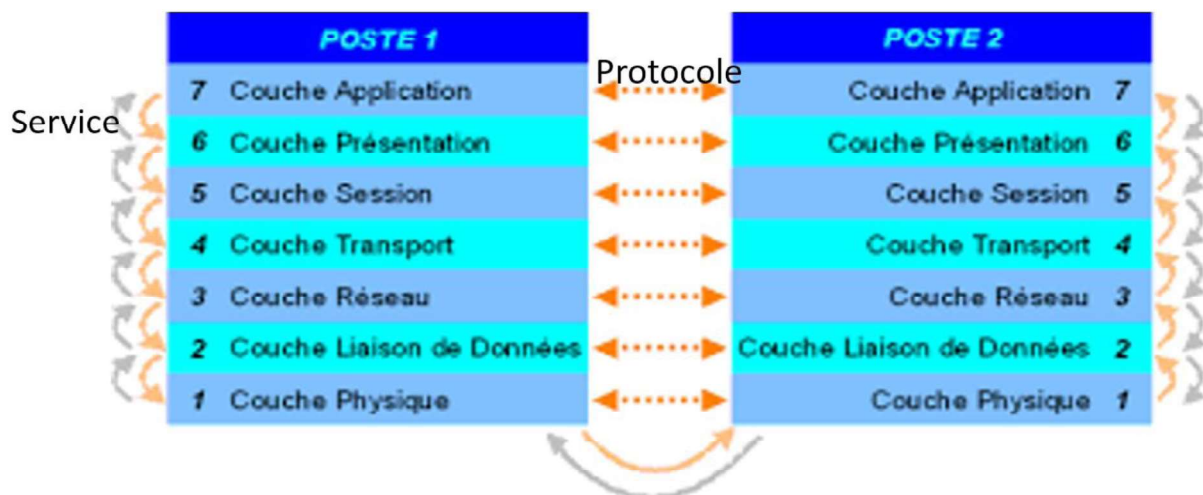 POSTE 1 POSTE 2
Protocole
7 Couche Application Couche Application 7
Service
6 Couche Présentation Couche Présentation 6
5 Couche Session Couche Session 5
4 Couche Transport Couche Transport 4
3 Couche Réseau Couche Réseau 3
2 Couche Liaison de Données Couche Liaison de Données 2
1 Couche Physique Couche Physique 1